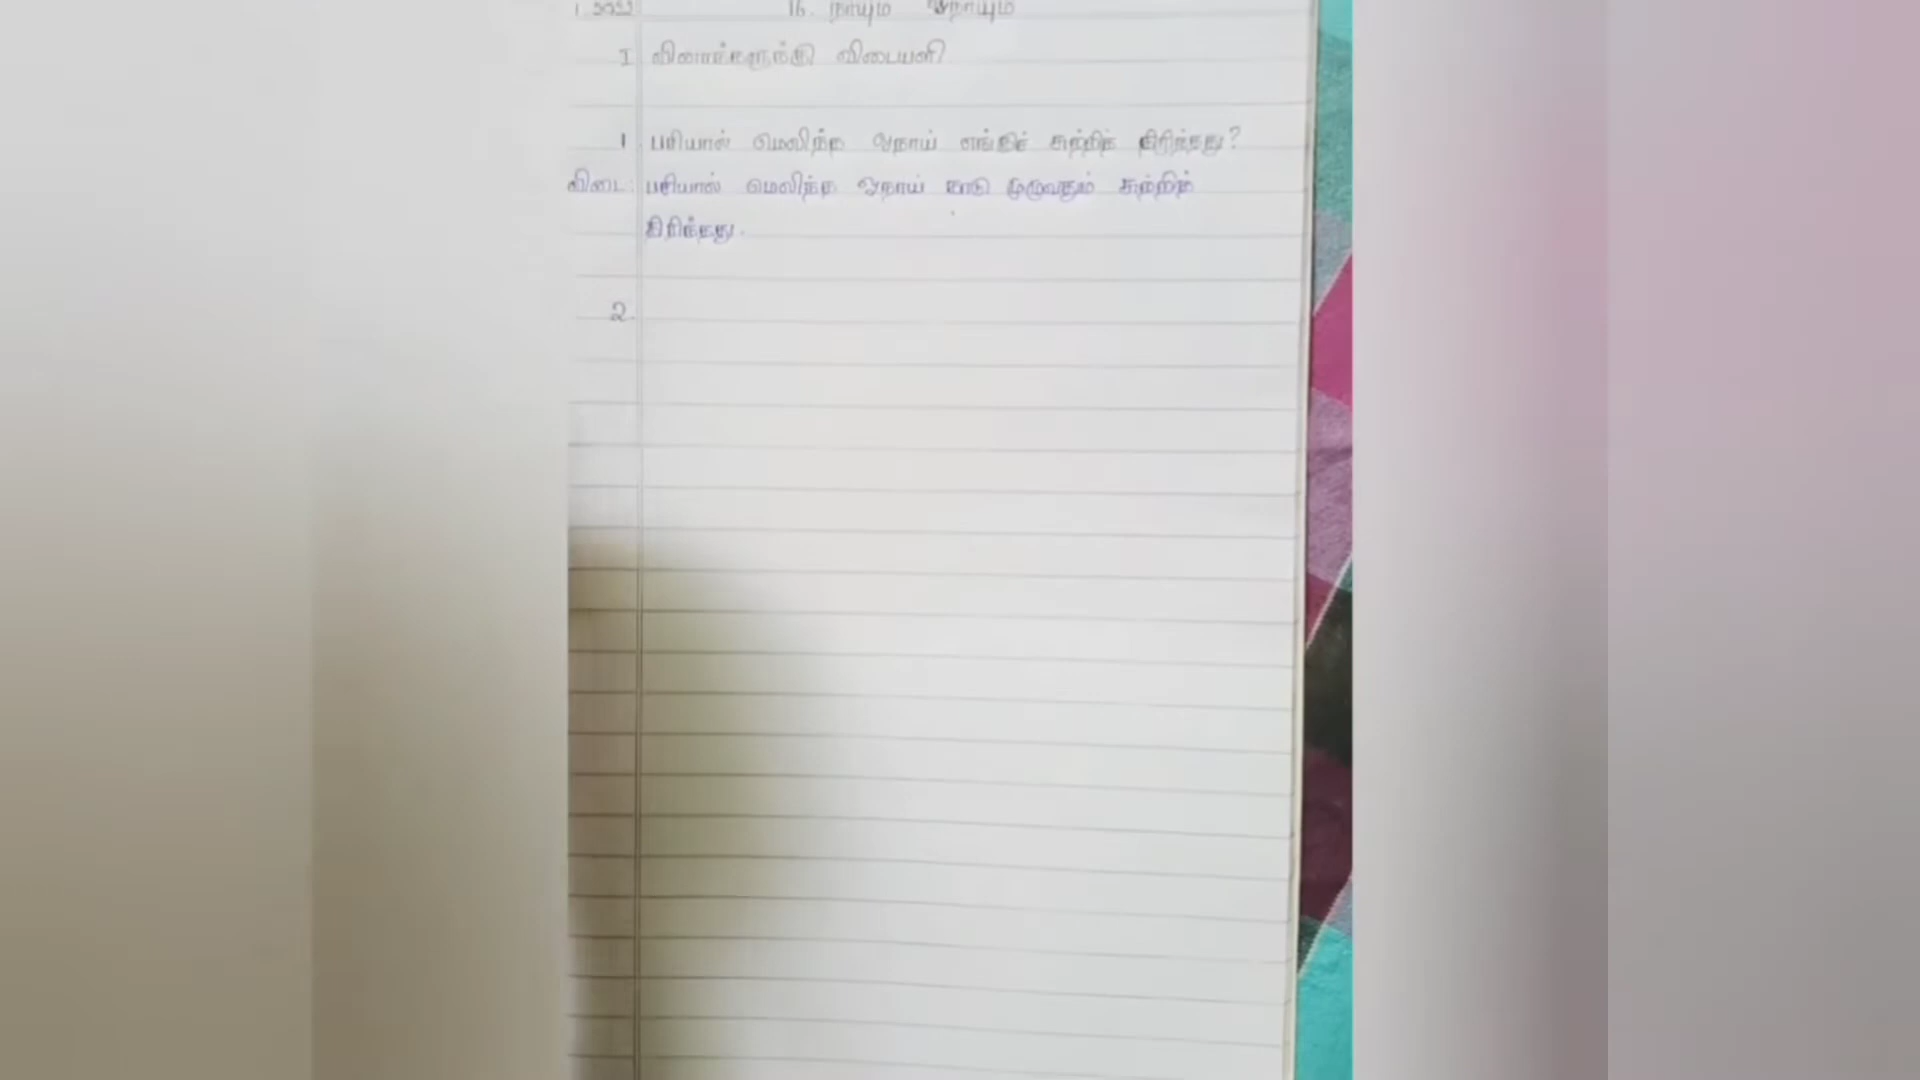 16. நாயும் ஓநாயும்
I வினாக்களுக்கு விடையளி
1 பசியால் மெலிந்த ஓநாய் எங்குச் சுற்றித் திரிந்தது?
விடை: பசியால் மெலிந்த ஓநாய் காடு முழுவதும் சுற்றித்
திரிந்தது.
2.